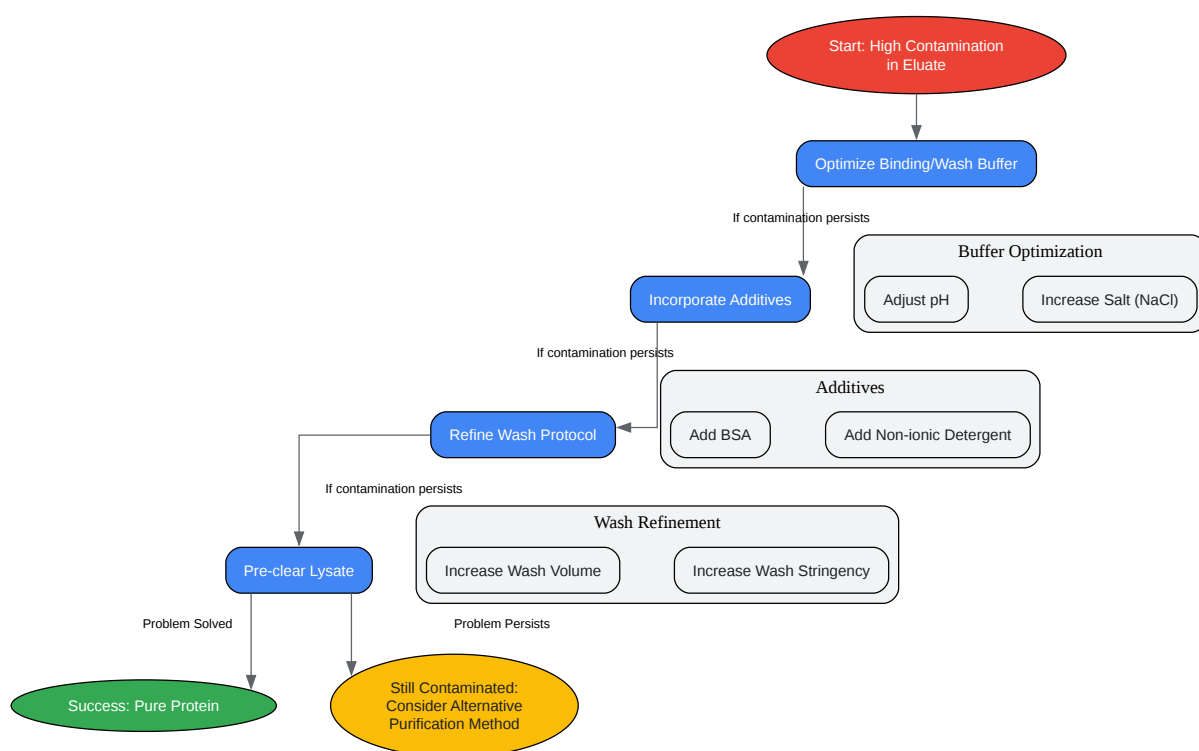 Start: High Contamination
in Eluate
Optimize Binding/Wash Buffer
If contamination persists
Buffer Optimization
Adjust pH
Increase Salt (NaCl)
Incorporate Additives
If contamination persists
Additives
Add BSA
Add Non-ionic Detergent
Refine Wash Protocol
If contamination persists
Wash Refinement
Increase Wash Volume
Increase Wash Stringency
Pre-clear Lysate
Problem Solved
Problem Persists
Success: Pure Protein
Still Contaminated:
Consider Alternative
Purification Method